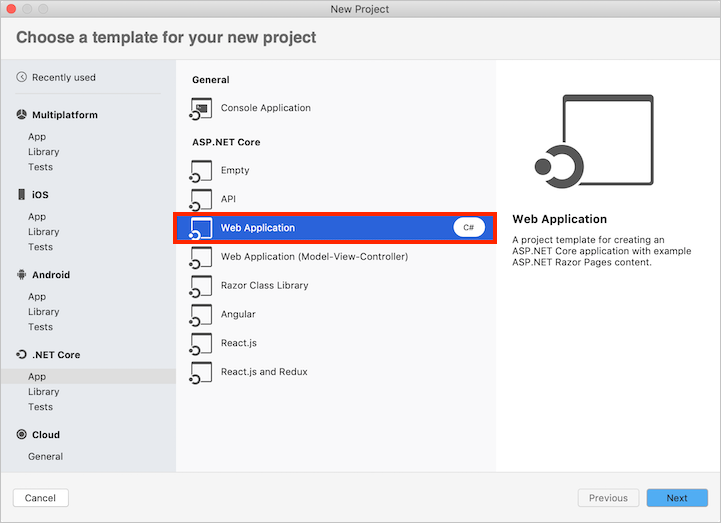 New Project
Choose a template for your new project
Recently used
Multiplatform
App
Library
Tests
iOS
App
Library
Tests
Android
App
Library
Tests
.NET Core
App
Library
Tests
Cloud
General
General
Console Application
ASP.NET Core
Empty
API
Web Application C#
Web Application (Model-View-Controller)
Razor Class Library
Angular
React.js
React.js and Redux
Web Application
A project template for creating an
ASP.NET Core application with example
ASP.NET Razor Pages content.
Cancel
Previous
Next